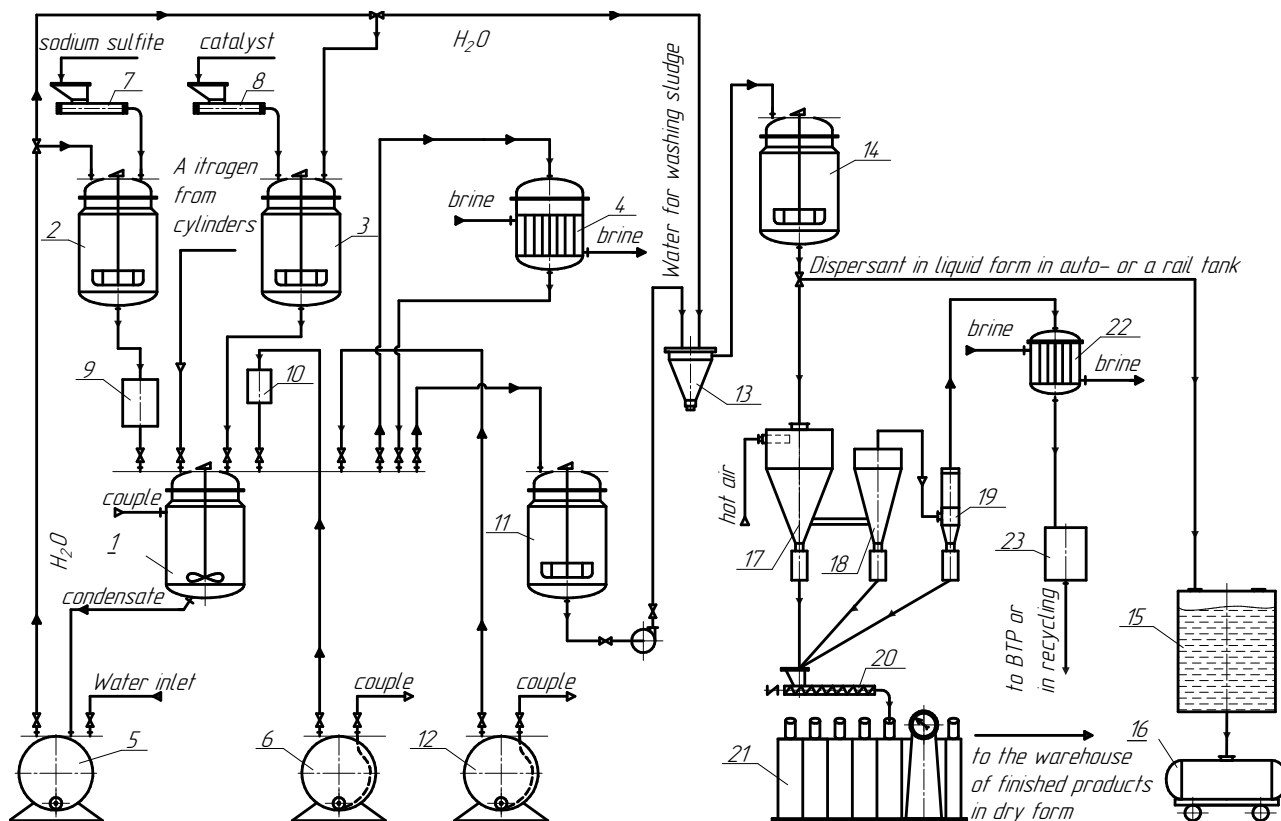 sodium sulfite
catalyst
H2O
7
8
A itrogen
from
cylinders
2
3
brine
4
brine
Water for washing sludge
14
Dispersant in liquid form in auto- or a rail tank
9
10
13
brine
22
brine
hot air
couple
1
H2O
condensate
11
17
18
19
23
15
to BTP or
in recycling
Water inlet
couple
couple
20
5
6
12
21
to the warehouse
of finished products
in dry form
16